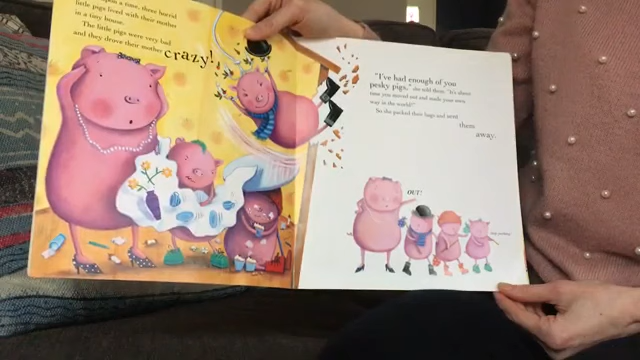 upon a time, three horrid
little pigs lived with their mother
in a tiny house.
The little pigs were very bad
and they drove their mother crazy!
"I've had enough of you
pesky pigs," she told them. "It's about
time you moved out and made your own
way in the world!"
So she packed their bags and sent
them
away.
OUT!